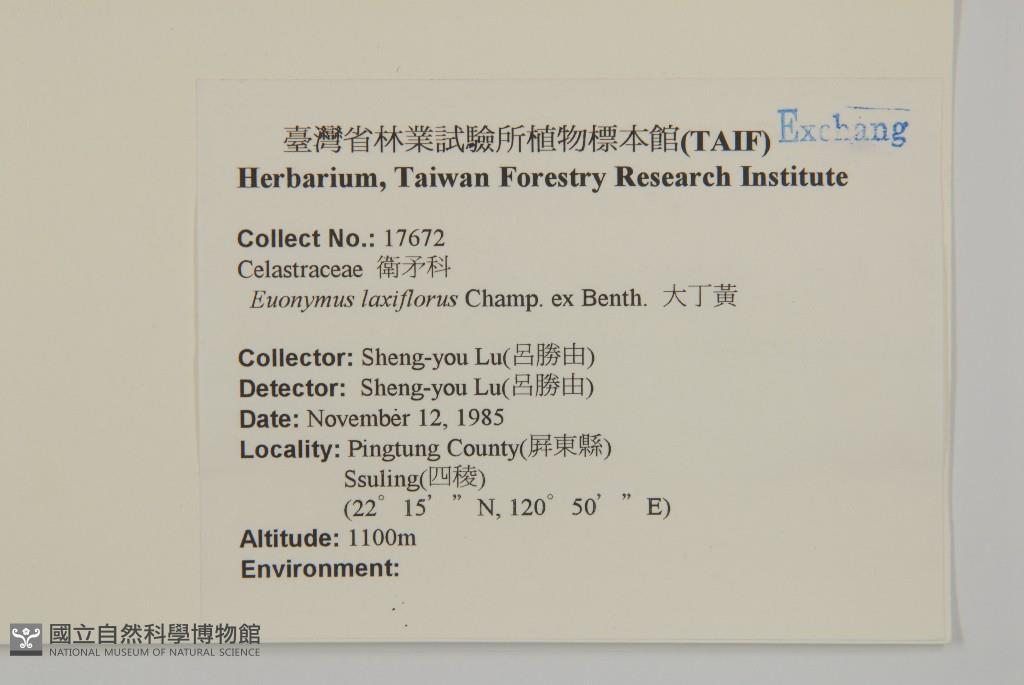 臺灣省林業試驗所植物標本館(TAIF) Exchang
Herbarium, Taiwan Forestry Research Institute
Collect No.: 17672
Celastraceae 衛矛科
Euonymus laxiflorus Champ. ex Benth. 大丁黃
Collector: Sheng-you Lu(呂勝由)
Detector: Sheng-you Lu(呂勝由)
Date: November 12, 1985
Locality: Pingtung County(屛東縣)
Ssuling(四稜)
(22° 15’ ” N, 120° 50’ ” E)
Altitude: 1100m
Environment:
國立自然科學博物館
NATIONAL MUSEUM OF NATURAL SCIENCE